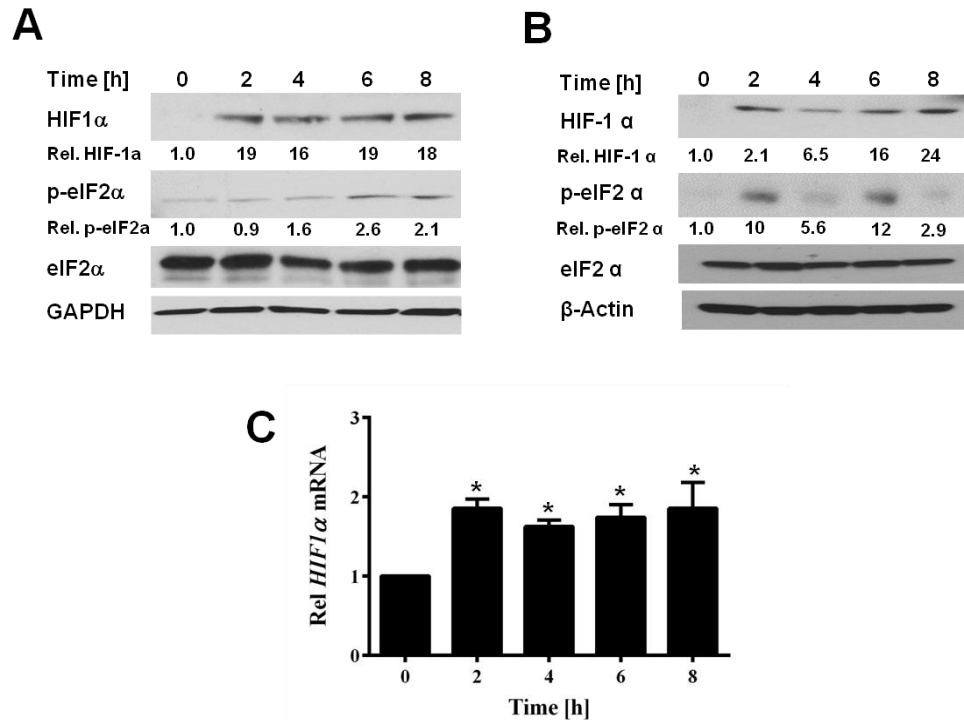 A
Time [h] 0 2 4 6 8
HIF1α
Rel. HIF-1a 1.0 19 16 19 18
p-eIF2α
Rel. p-eIF2a 1.0 0.9 1.6 2.6 2.1
eIF2α
GAPDH
B
Time [h] 0 2 4 6 8
HIF-1 α
Rel. HIF-1 α 1.0 2.1 6.5 16 24
p-eIF2 α
Rel. p-eIF2 α 1.0 10 5.6 12 2.9
eIF2 α
β-Actin
C
Rel HIF1α mRNA
3
2
1
0
* * * *
0 2 4 6 8
Time [h]